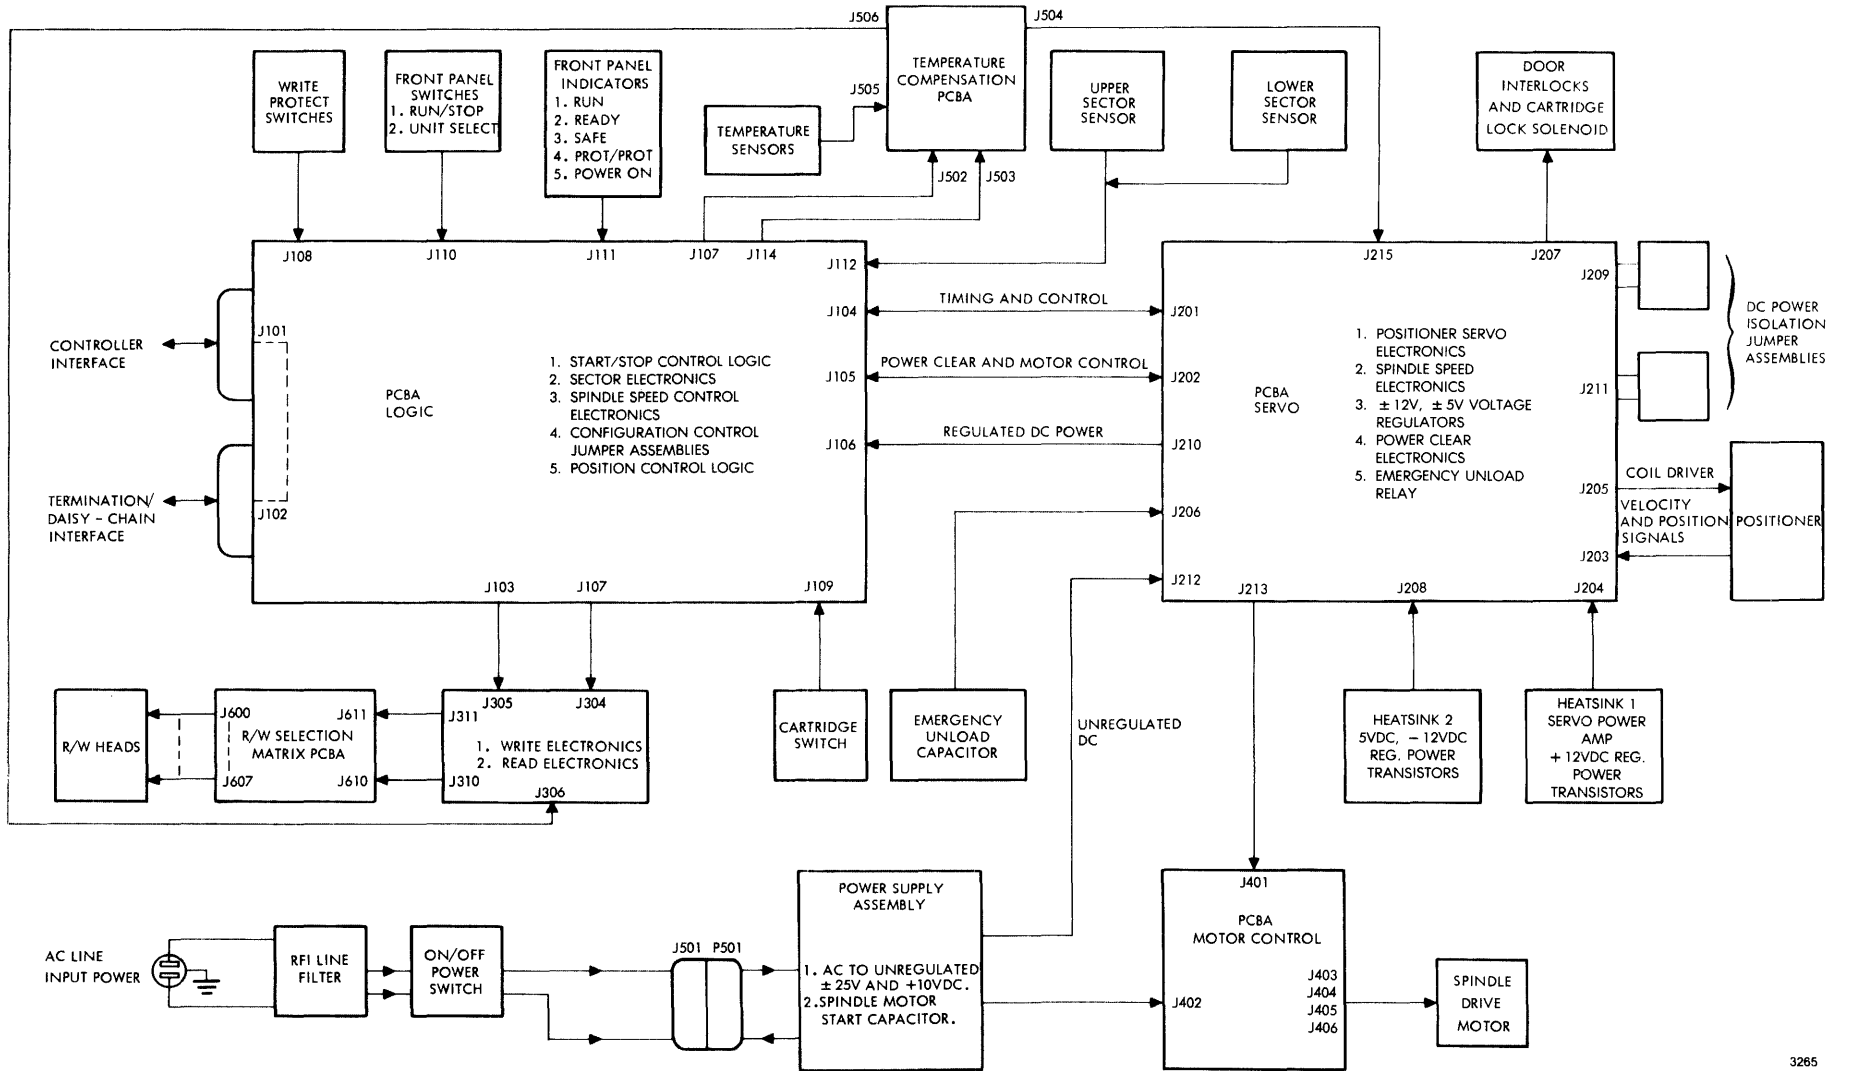 J506
J504
TEMPERATURE
COMPENSATION
PCBA
J505
J502
J503
WRITE
PROTECT
SWITCHES
FRONT PANEL
SWITCHES
1. RUN/STOP
2. UNIT SELECT
FRONT PANEL
INDICATORS
1. RUN
2. READY
3. SAFE
4. PROT/PROT
5. POWER ON
TEMPERATURE
SENSORS
UPPER
SECTOR
SENSOR
LOWER
SECTOR
SENSOR
DOOR
INTERLOCKS
AND CARTRIDGE
LOCK SOLENOID
J108
J110
J111
J107
J114
J112
J104
J105
J106
J101
J102
CONTROLLER
INTERFACE
TERMINATION/
DAISY – CHAIN
INTERFACE
PCBA
LOGIC
1. START/STOP CONTROL LOGIC
2. SECTOR ELECTRONICS
3. SPINDLE SPEED CONTROL
ELECTRONICS
4. CONFIGURATION CONTROL
JUMPER ASSEMBLIES
5. POSITION CONTROL LOGIC
J103
J107
J109
TIMING AND CONTROL
POWER CLEAR AND MOTOR CONTROL
REGULATED DC POWER
J215
J207
J209
J211
J201
J202
J210
J206
J212
PCBA
SERVO
1. POSITIONER SERVO
ELECTRONICS
2. SPINDLE SPEED
ELECTRONICS
3. ± 12V, ± 5V VOLTAGE
REGULATORS
4. POWER CLEAR
ELECTRONICS
5. EMERGENCY UNLOAD
RELAY
DC POWER
ISOLATION
JUMPER
ASSEMBLIES
J205
COIL DRIVER
VELOCITY
AND POSITION
SIGNALS
POSITIONER
J203
J213
J208
J204
R/W HEADS
J600
J611
R/W SELECTION
MATRIX PCBA
J607
J610
J305
J304
J311
1. WRITE ELECTRONICS
2. READ ELECTRONICS
J310
J306
CARTRIDGE
SWITCH
EMERGENCY
UNLOAD
CAPACITOR
UNREGULATED
DC
HEATSINK 2
5VDC, – 12VDC
REG. POWER
TRANSISTORS
HEATSINK 1
SERVO POWER
AMP
+ 12VDC REG.
POWER
TRANSISTORS
AC LINE
INPUT POWER
RFI LINE
FILTER
ON/OFF
POWER
SWITCH
J501 P501
POWER SUPPLY
ASSEMBLY
1. AC TO UNREGULATED
± 25V AND +10VDC.
2.SPINDLE MOTOR
START CAPACITOR.
J401
PCBA
MOTOR CONTROL
J402
J403
J404
J405
J406
SPINDLE
DRIVE
MOTOR
3265